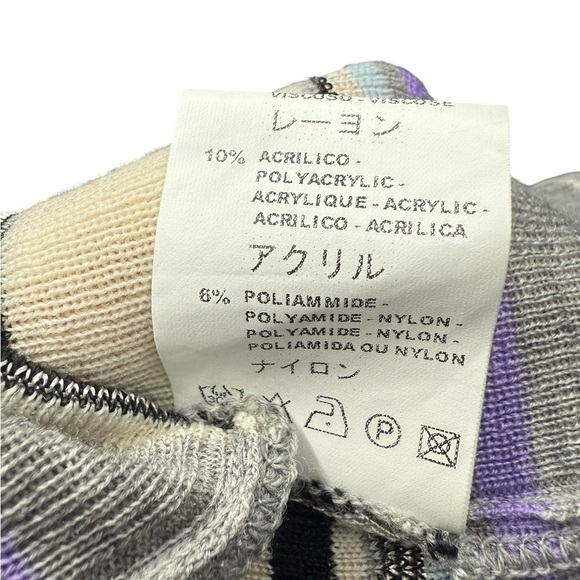 VISCOSO - VISCOSE
レーヨン
10% ACRILICO -
POLYACRYLIC -
ACRYLIQUE - ACRYLIC -
ACRILICO - ACRILICA
アクリル
6% POLIAMMIDE -
POLYAMIDE - NYLON -
POLYAMIDE - NYLON -
POLIAMIDA OU NYLON
ナイロン
P